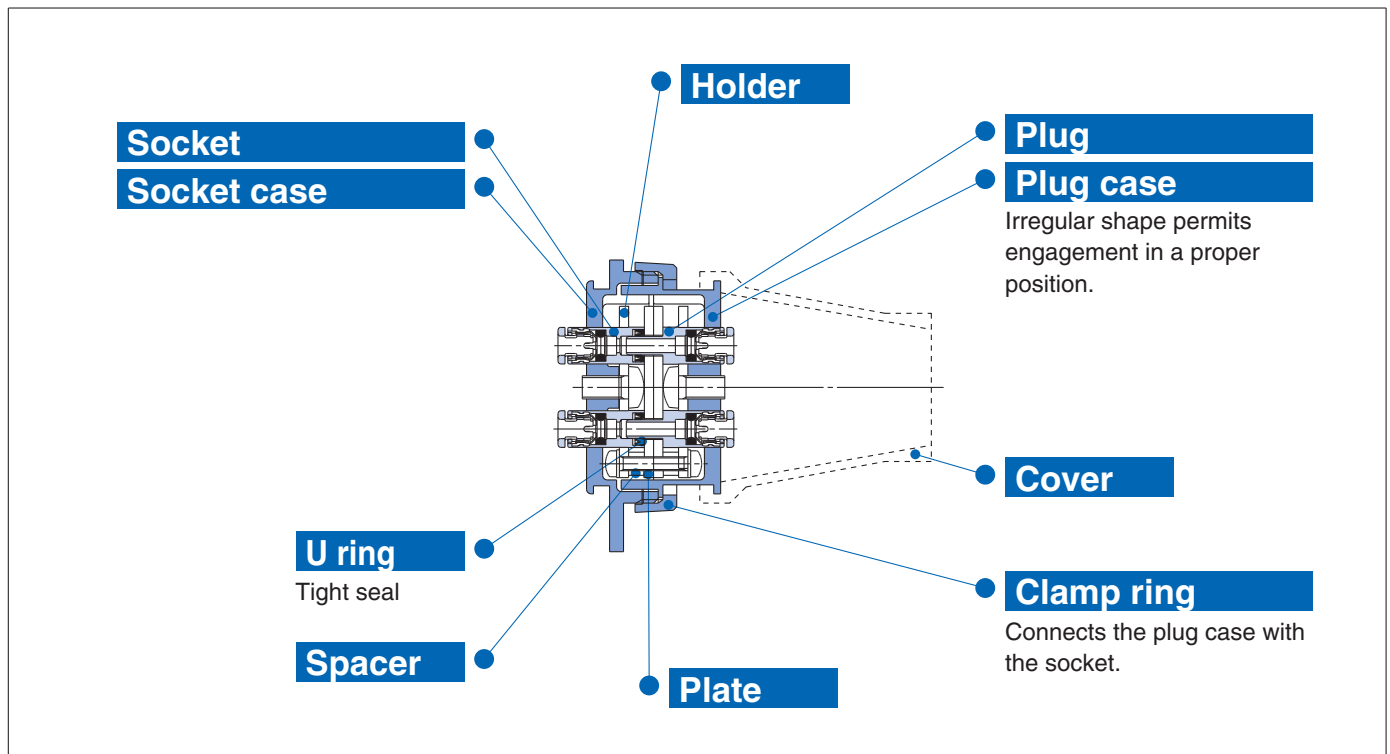 Holder
Socket
Socket case
Plug
Plug case
Irregular shape permits
engagement in a proper
position.
Cover
U ring
Tight seal
Clamp ring
Connects the plug case with
the socket.
Spacer
Plate